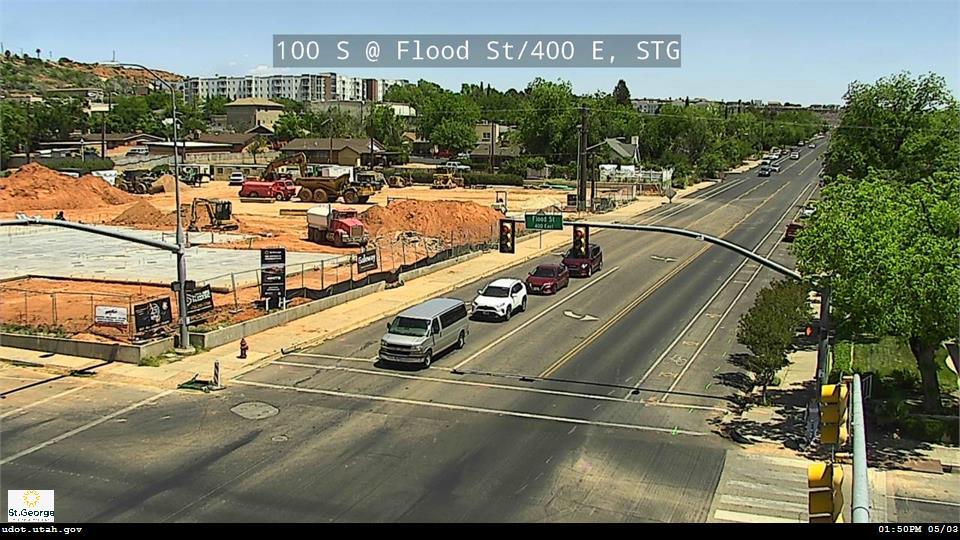 100 S @ Flood St/400 E, STG
Flood St
400 East
St.George
udot.utah.gov
01:50PM 05/03